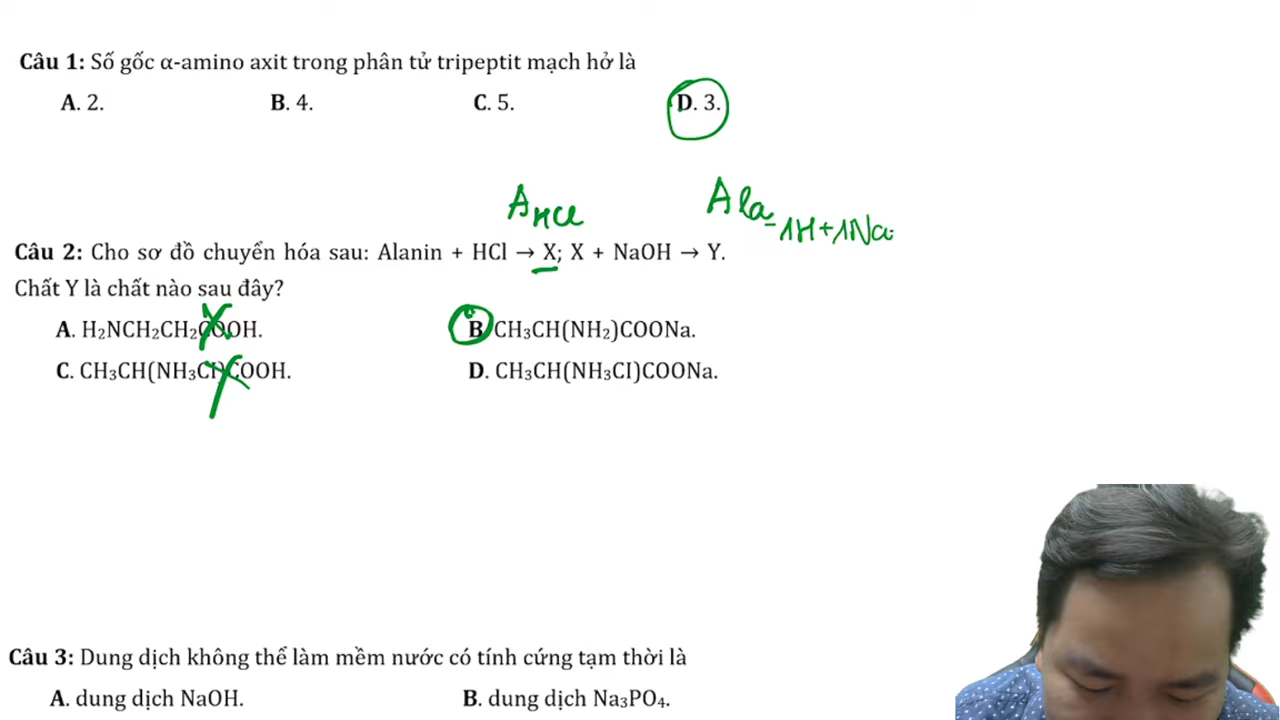 Câu 1: Số gốc α-amino axit trong phân tử tripeptit mạch hở là
A. 2. B. 4. C. 5. D. 3.
A HCl Ala -1H+1Na
Câu 2: Cho sơ đồ chuyển hóa sau: Alanin + HCl → X; X + NaOH → Y.
Chất Y là chất nào sau đây?
A. H₂NCH₂CH₂COOH. B. CH₃CH(NH₂)COONa.
C. CH₃CH(NH₃CI)COOH. D. CH₃CH(NH₃CI)COONa.
Câu 3: Dung dịch không thể làm mềm nước có tính cứng tạm thời là
A. dung dịch NaOH. B. dung dịch Na₃PO₄.